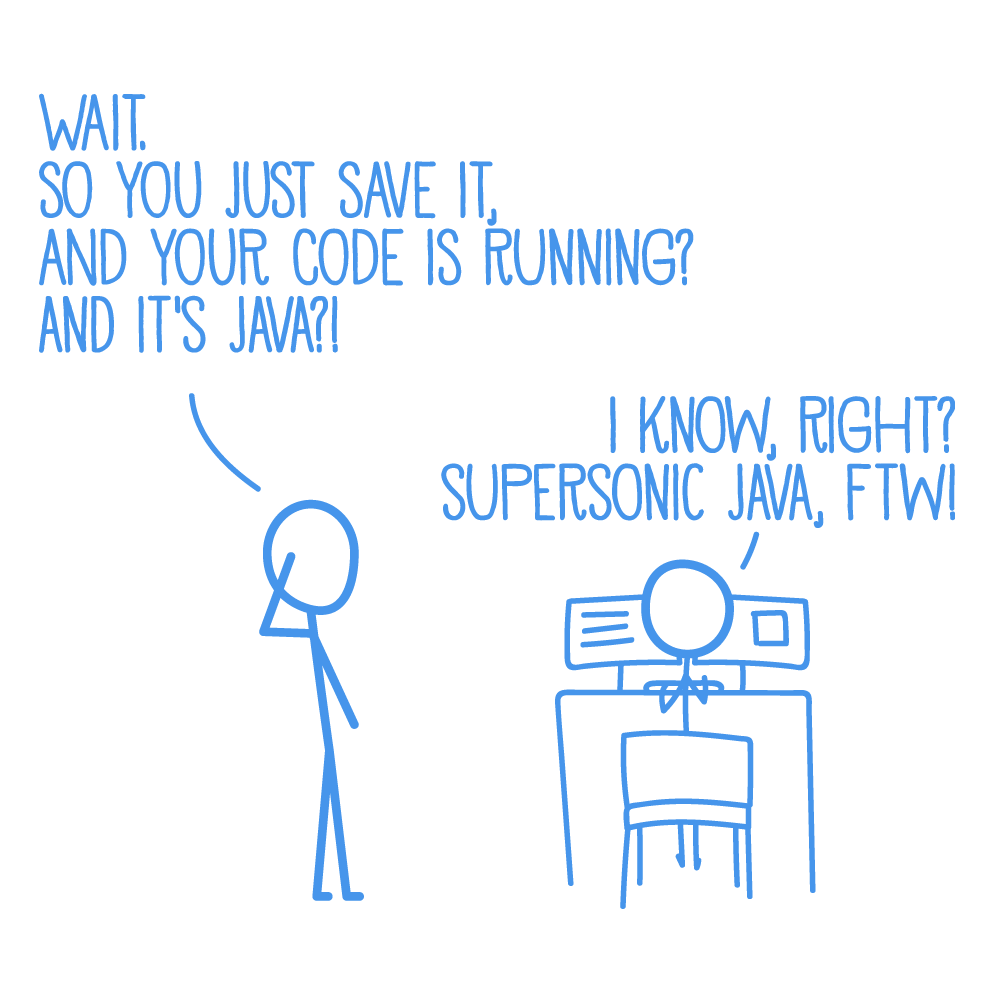 WAIT.
SO YOU JUST SAVE IT,
AND YOUR CODE IS RUNNING?
AND IT'S JAVA?!
I KNOW, RIGHT?
SUPERSONIC JAVA, FTW!